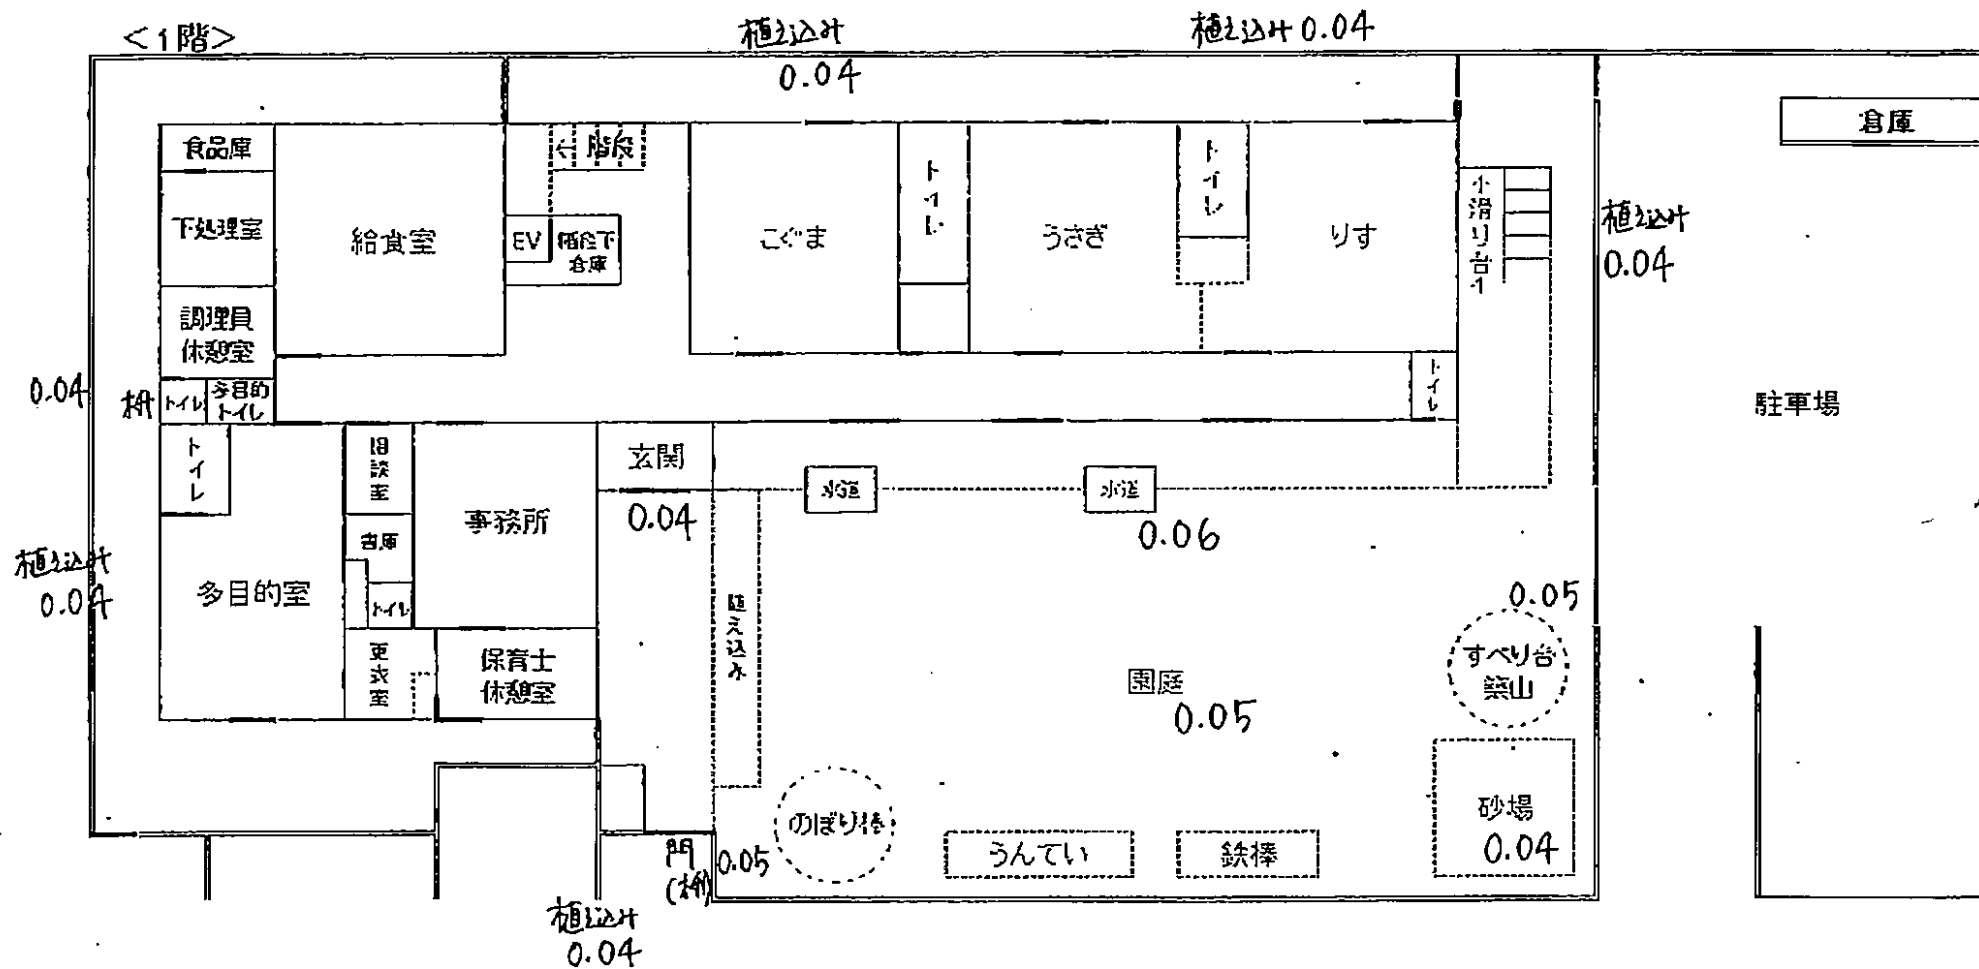 <1階>
植え込み
0.04
植え込み 0.04
倉庫
食品庫
階段
トイレ
トイレ
下処理室
給食室
EV
階段下
倉庫
こぐま
うさぎ
りす
小滑り台
植え込み
0.04
調理員
休憩室
0.04
枡
トイレ
多目的
トイレ
トイレ
駐車場
トイレ
相談室
事務所
玄関
0.04
水道
水道
0.06
書庫
植え込み
0.04
多目的室
トイレ
植え込み
0.05
すべり台
築山
更衣室
保育士
休憩室
園庭
0.05
のぼり棒
うんてい
鉄棒
砂場
0.04
門
(枡)
0.05
植え込み
0.04